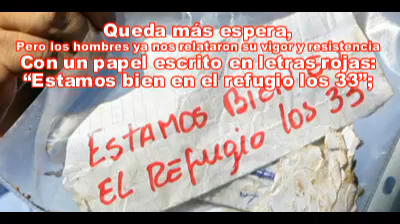 Queda más espera,
Pero los hombres ya nos relataron su vigor y resistencia
Con un papel escrito en letras rojas:
“Estamos bien en el refugio los 33”;
ESTAMOS BIE
EL REFUGIO los 33